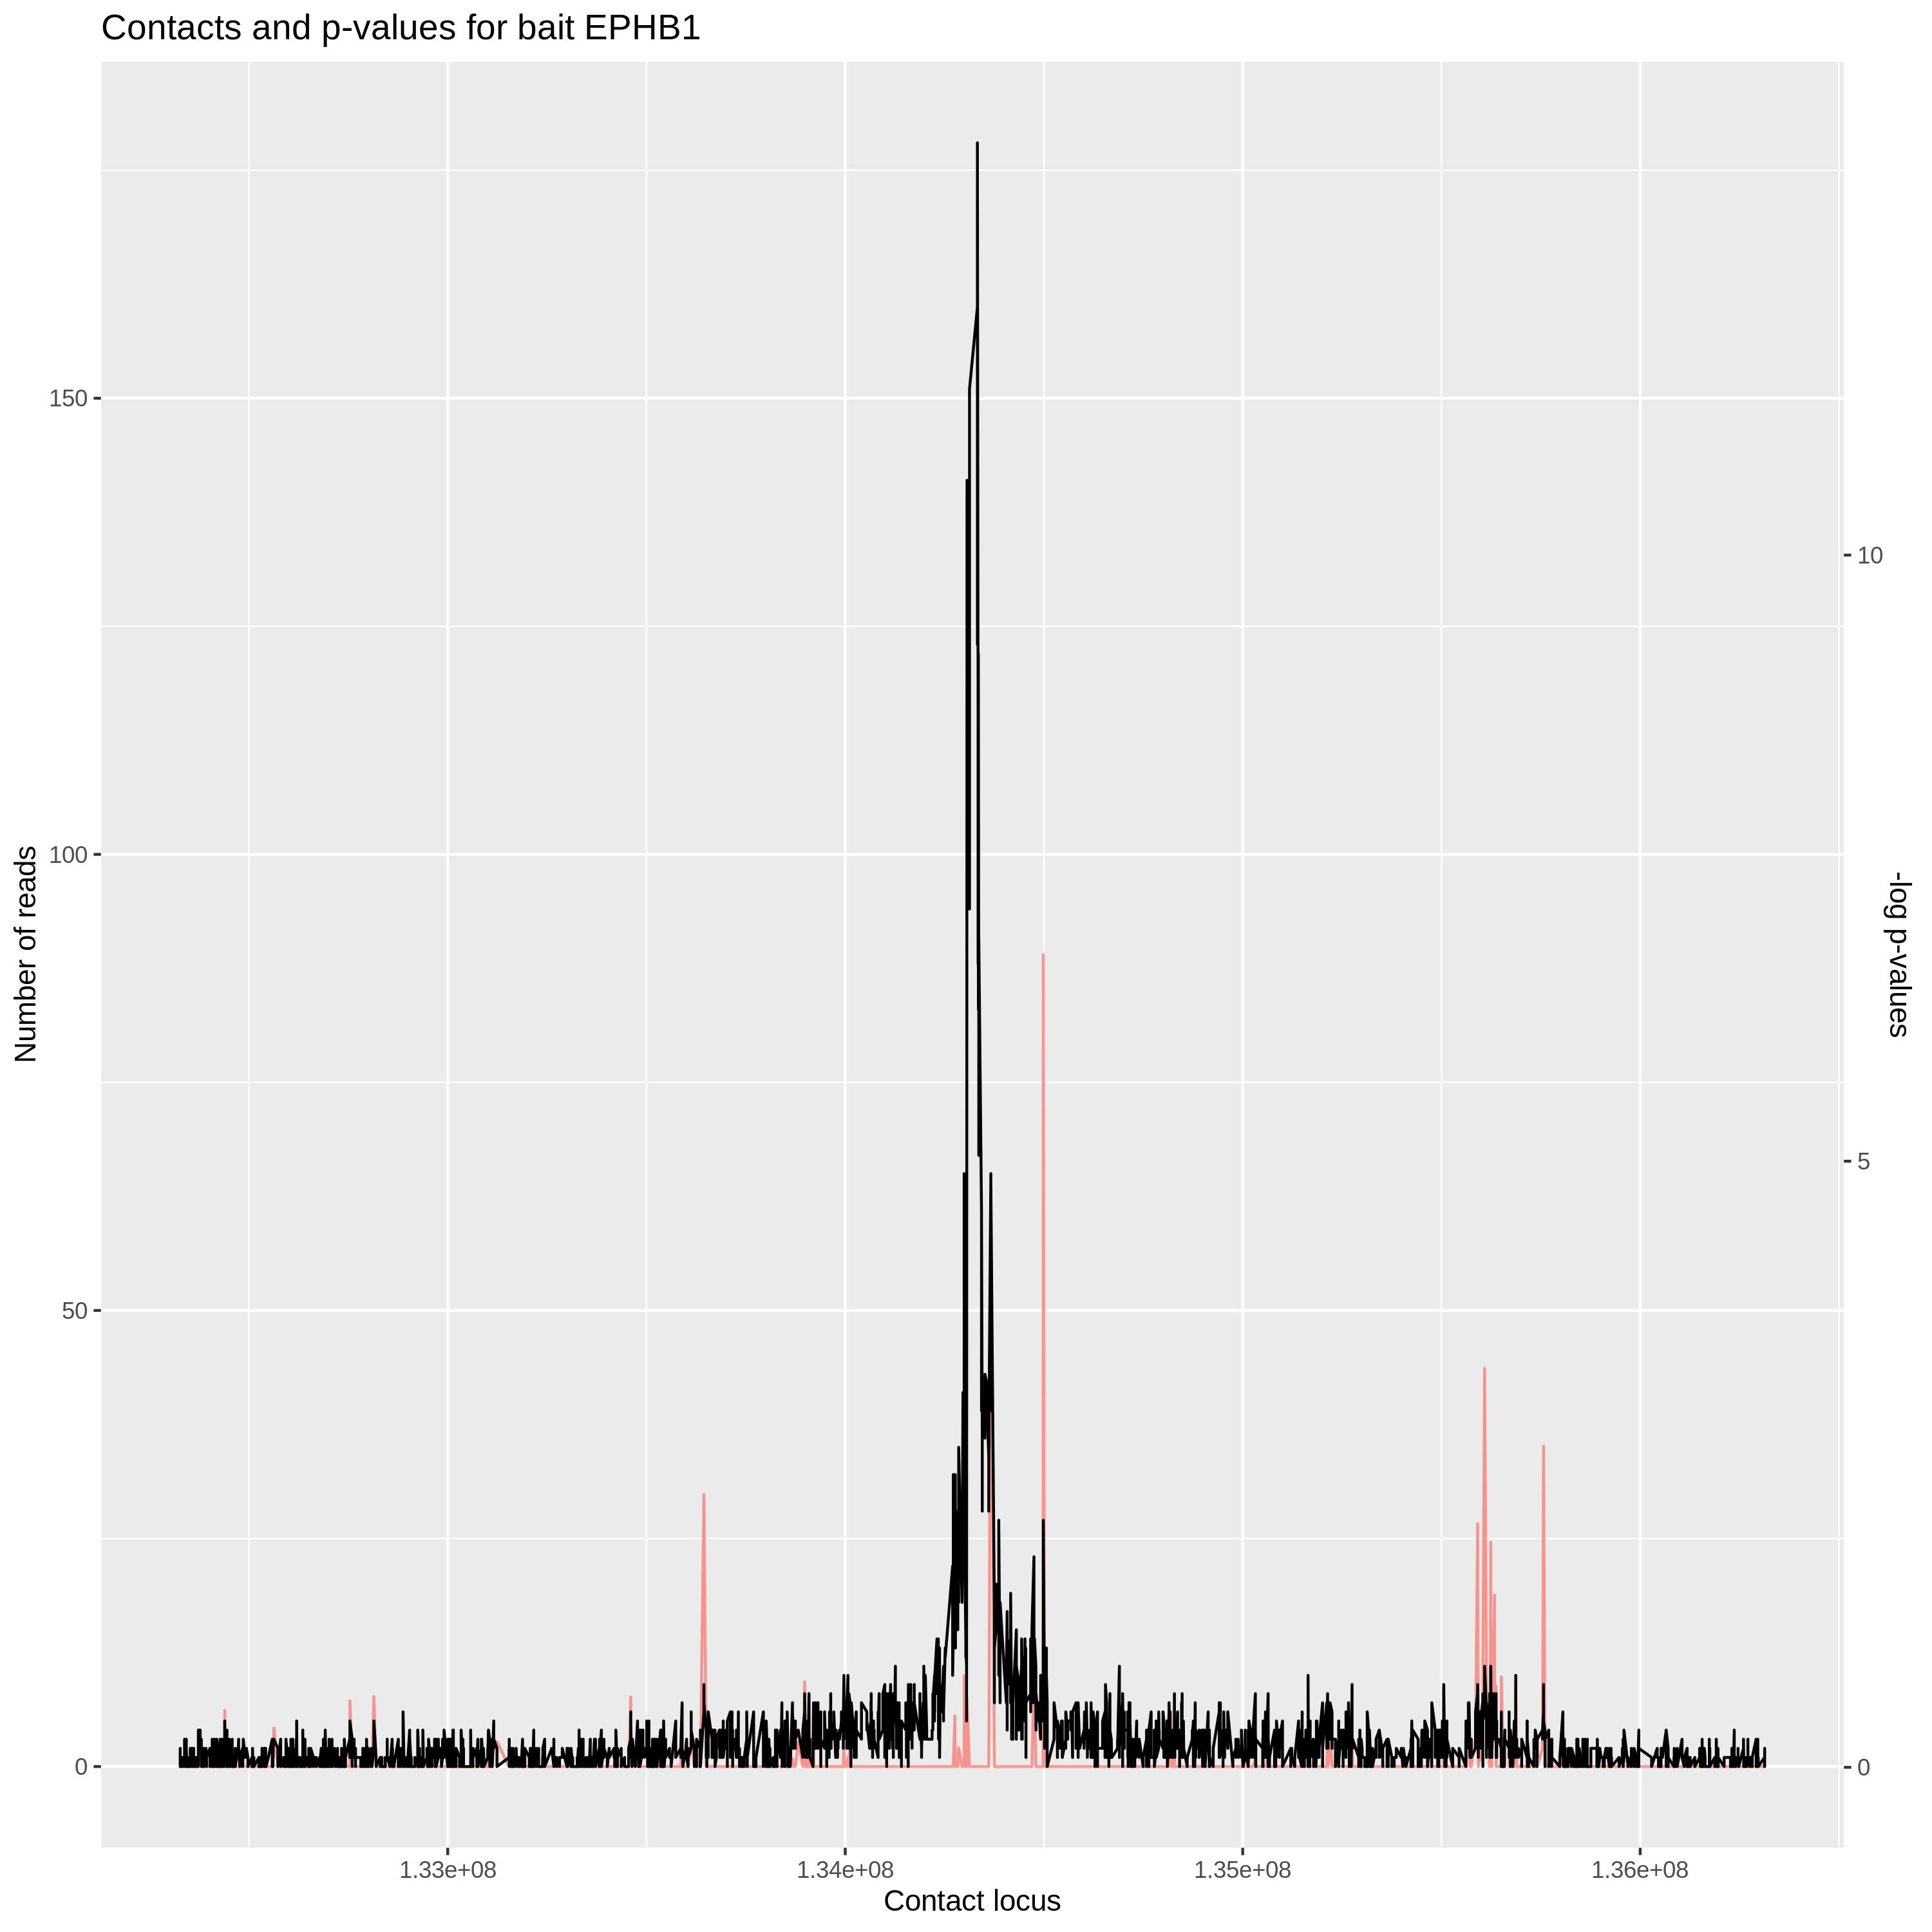 Contacts and p-values for bait EPHB1
150
100
50
0
Number of reads
10
5
0
-log p-values
1.33e+08 1.34e+08 1.35e+08 1.36e+08
Contact locus